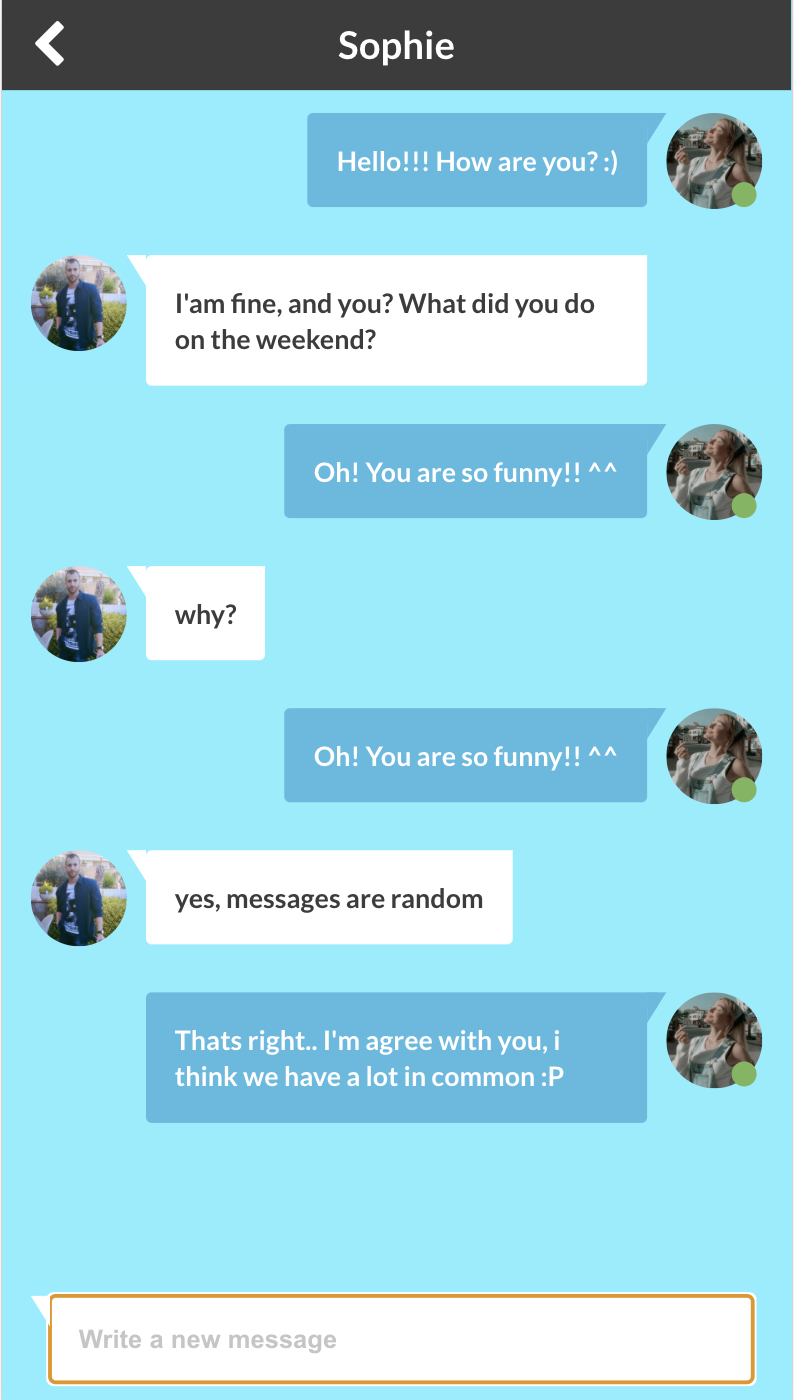 Sophie
Hello!!! How are you? :)
I'am fine, and you? What did you do
on the weekend?
Oh! You are so funny!! ^^
why?
Oh! You are so funny!! ^^
yes, messages are random
Thats right.. I'm agree with you, i
think we have a lot in common :P
Write a new message